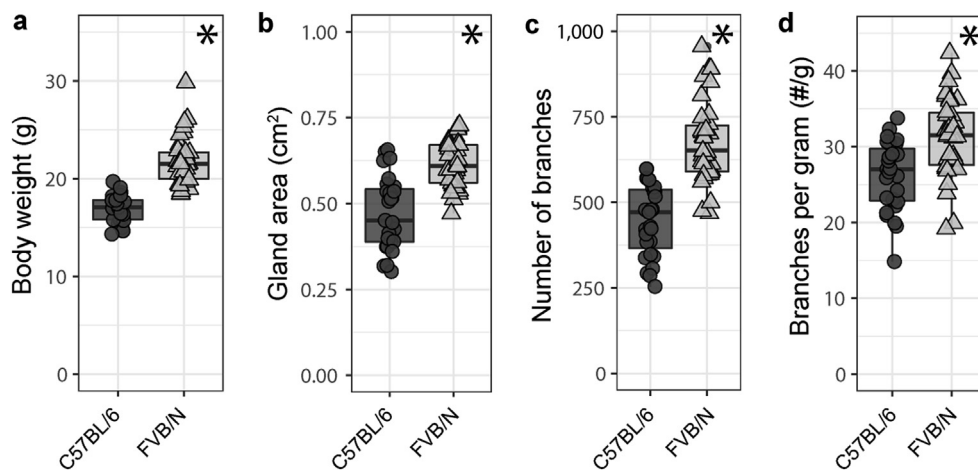 a
*
Body weight (g)
30
20
10
0
C57BL/6
FVB/N
b
*
Gland area (cm²)
1.00
0.75
0.50
0.25
0.00
C57BL/6
FVB/N
c
*
Number of branches
1,000
750
500
250
0
C57BL/6
FVB/N
d
*
Branches per gram (#/g)
40
30
20
10
0
C57BL/6
FVB/N